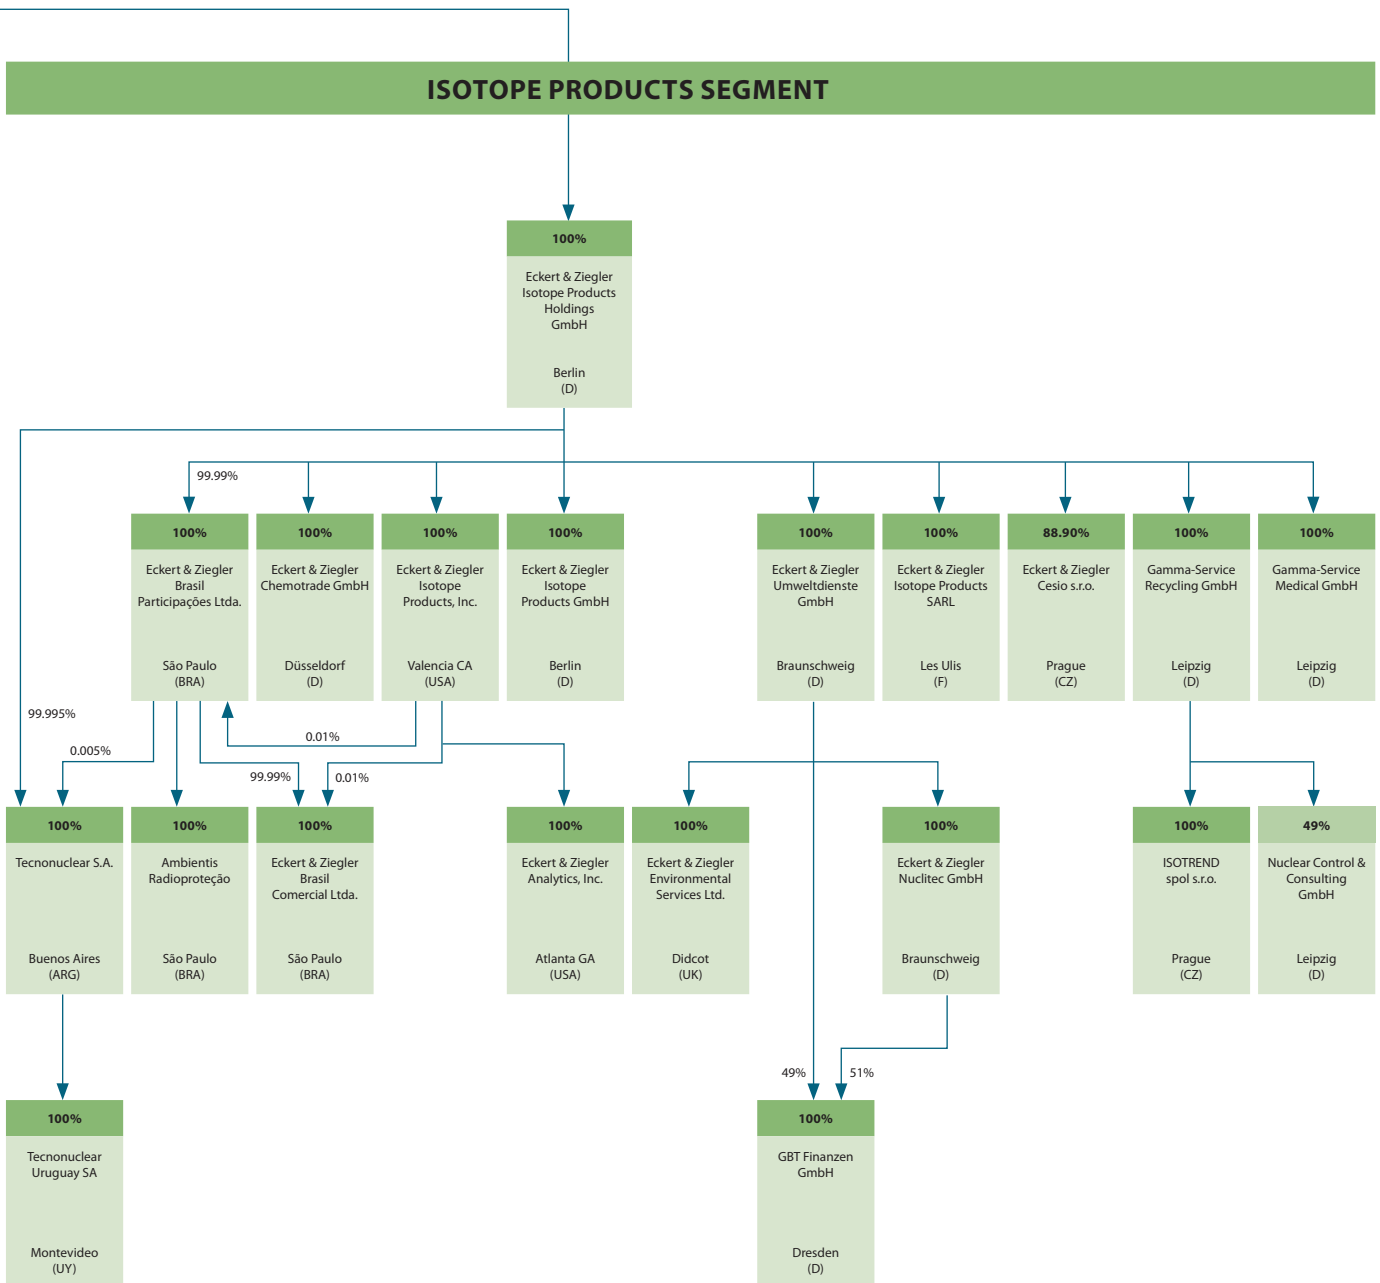 ISOTOPE PRODUCTS SEGMENT
100%
Eckert & Ziegler
Isotope Products
Holdings
GmbH
Berlin
(D)
99.99%
100%
Eckert & Ziegler
Brasil
Participações Ltda.
São Paulo
(BRA)
100%
Eckert & Ziegler
Chemotrade GmbH
Düsseldorf
(D)
100%
Eckert & Ziegler
Isotope
Products, Inc.
Valencia CA
(USA)
100%
Eckert & Ziegler
Isotope
Products GmbH
Berlin
(D)
100%
Eckert & Ziegler
Umweltdienste
GmbH
Braunschweig
(D)
100%
Eckert & Ziegler
Isotope Products
SARL
Les Ulis
(F)
88.90%
Eckert & Ziegler
Cesio s.r.o.
Prague
(CZ)
100%
Gamma-Service
Recycling GmbH
Leipzig
(D)
100%
Gamma-Service
Medical GmbH
Leipzig
(D)
99.995%
0.005%
0.01%
99.99%
0.01%
100%
Tecnonuclear S.A.
Buenos Aires
(ARG)
100%
Ambientis
Radioproteção
São Paulo
(BRA)
100%
Eckert & Ziegler
Brasil
Comercial Ltda.
São Paulo
(BRA)
100%
Eckert & Ziegler
Analytics, Inc.
Atlanta GA
(USA)
100%
Eckert & Ziegler
Environmental
Services Ltd.
Didcot
(UK)
100%
Eckert & Ziegler
Nuclitec GmbH
Braunschweig
(D)
100%
ISOTREND
spol s.r.o.
Prague
(CZ)
49%
Nuclear Control &
Consulting
GmbH
Leipzig
(D)
49%
51%
100%
Tecnonuclear
Uruguay SA
Montevideo
(UY)
100%
GBT Finanzen
GmbH
Dresden
(D)